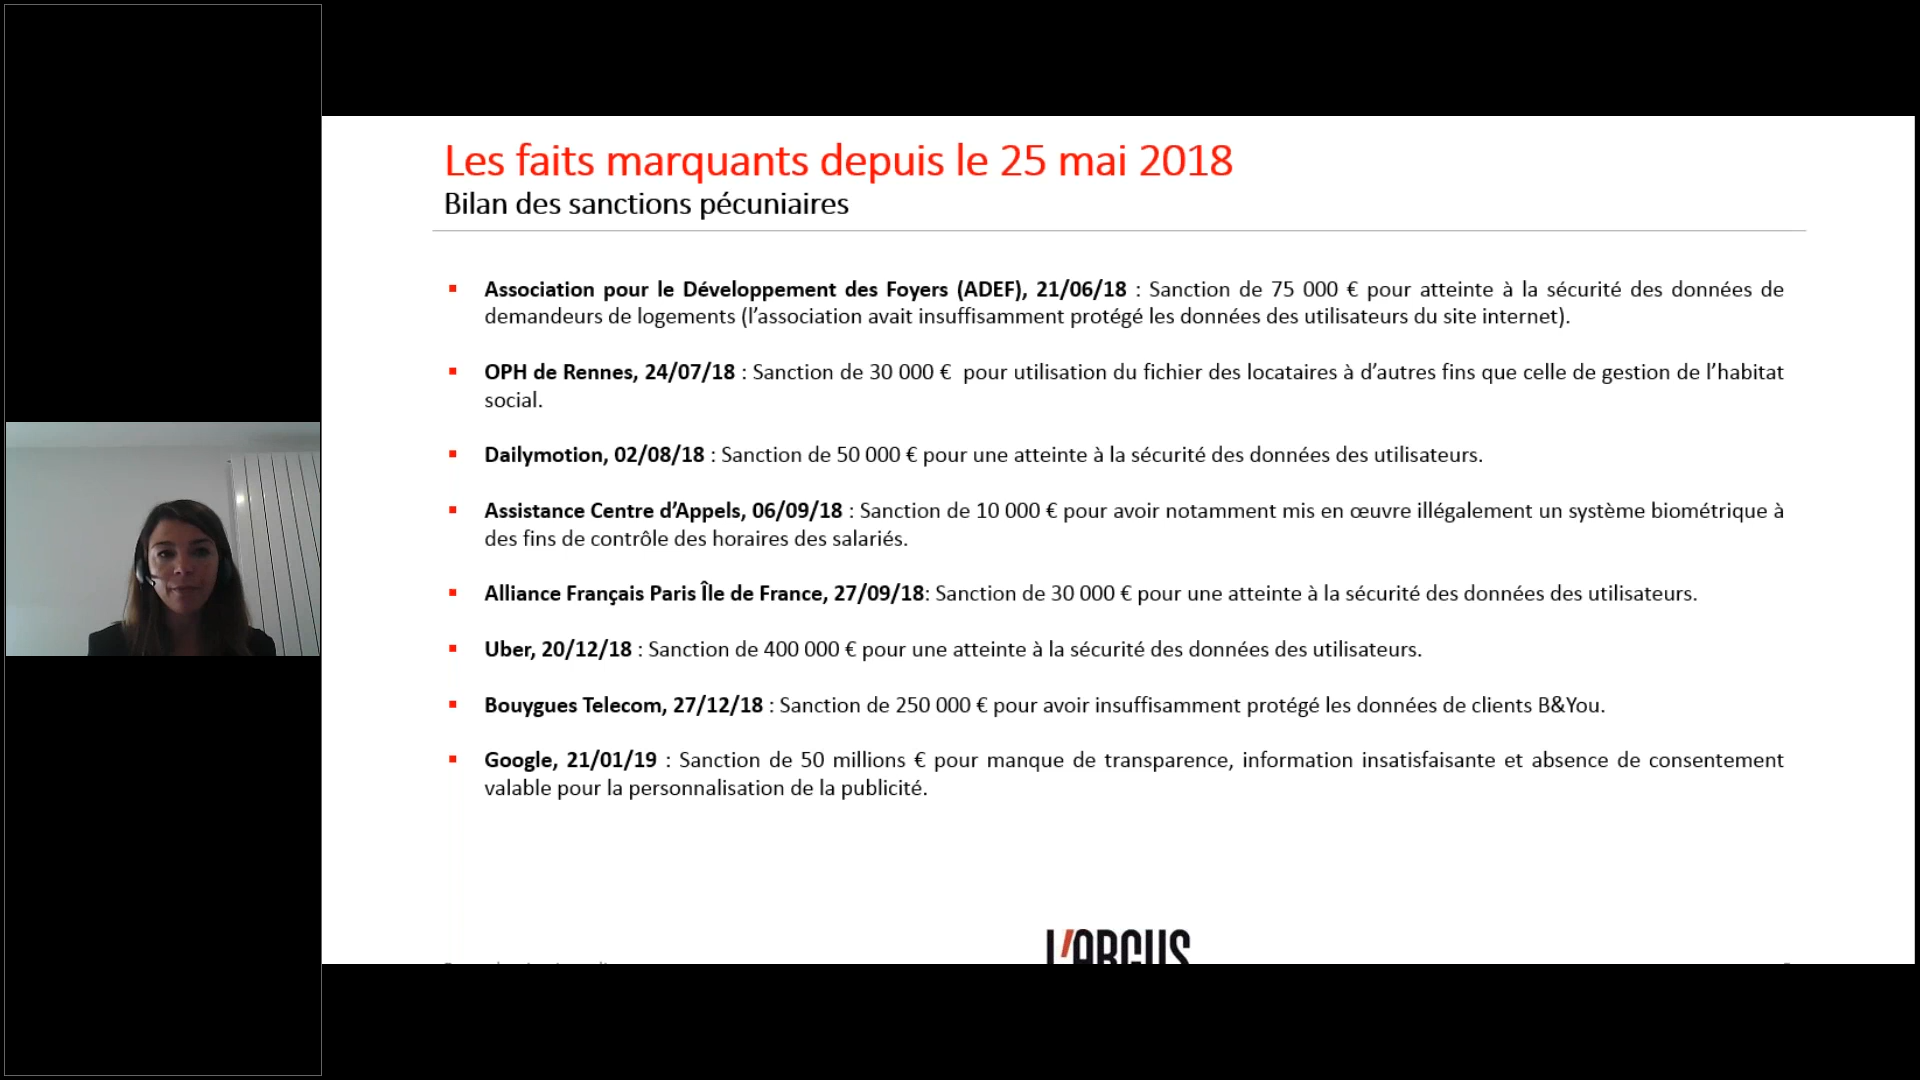 Les faits marquants depuis le 25 mai 2018
Bilan des sanctions pécuniaires
▪ Association pour le Développement des Foyers (ADEF), 21/06/18 : Sanction de 75 000 € pour atteinte à la sécurité des données de
demandeurs de logements (l’association avait insuffisamment protégé les données des utilisateurs du site internet).
▪ OPH de Rennes, 24/07/18 : Sanction de 30 000 € pour utilisation du fichier des locataires à d’autres fins que celle de gestion de l’habitat
social.
▪ Dailymotion, 02/08/18 : Sanction de 50 000 € pour une atteinte à la sécurité des données des utilisateurs.
▪ Assistance Centre d’Appels, 06/09/18 : Sanction de 10 000 € pour avoir notamment mis en œuvre illégalement un système biométrique à
des fins de contrôle des horaires des salariés.
▪ Alliance Français Paris Île de France, 27/09/18: Sanction de 30 000 € pour une atteinte à la sécurité des données des utilisateurs.
▪ Uber, 20/12/18 : Sanction de 400 000 € pour une atteinte à la sécurité des données des utilisateurs.
▪ Bouygues Telecom, 27/12/18 : Sanction de 250 000 € pour avoir insuffisamment protégé les données de clients B&You.
▪ Google, 21/01/19 : Sanction de 50 millions € pour manque de transparence, information insatisfaisante et absence de consentement
valable pour la personnalisation de la publicité.
L'ARGUS